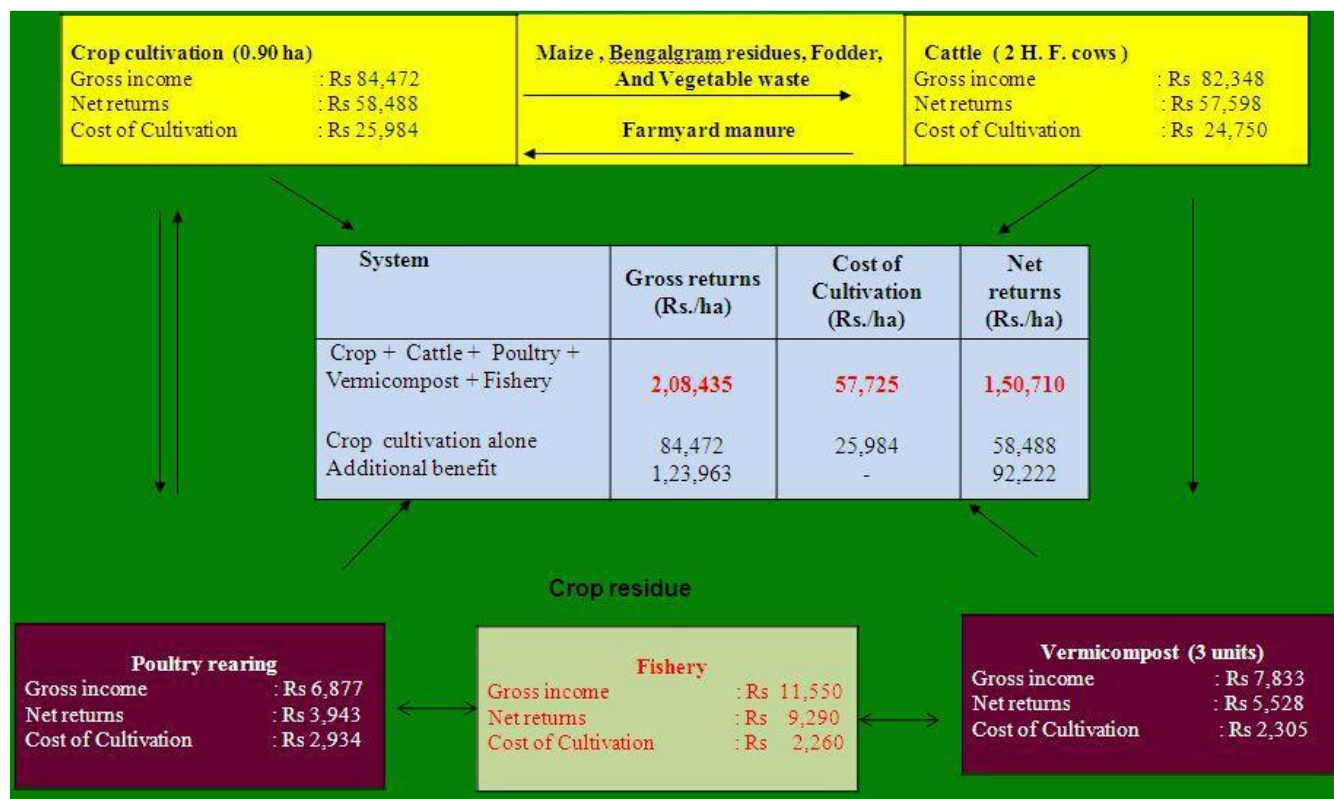 Crop cultivation (0.90 ha)
Gross income : Rs 84,472
Net returns : Rs 58,488
Cost of Cultivation : Rs 25,984
Maize , Bengalgram residues, Fodder,
And Vegetable waste
Farmyard manure
Cattle ( 2 H. F. cows )
Gross income : Rs 82,348
Net returns : Rs 57,598
Cost of Cultivation : Rs 24,750
System Gross returns (Rs./ha) Cost of Cultivation (Rs./ha) Net returns (Rs./ha)
Crop + Cattle + Poultry +
Vermicompost + Fishery 2,08,435 57,725 1,50,710
Crop cultivation alone 84,472 25,984 58,488
Additional benefit 1,23,963 - 92,222
Crop residue
Poultry rearing
Gross income : Rs 6,877
Net returns : Rs 3,943
Cost of Cultivation : Rs 2,934
Fishery
Gross income : Rs 11,550
Net returns : Rs 9,290
Cost of Cultivation : Rs 2,260
Vermicompost (3 units)
Gross income : Rs 7,833
Net returns : Rs 5,528
Cost of Cultivation : Rs 2,305